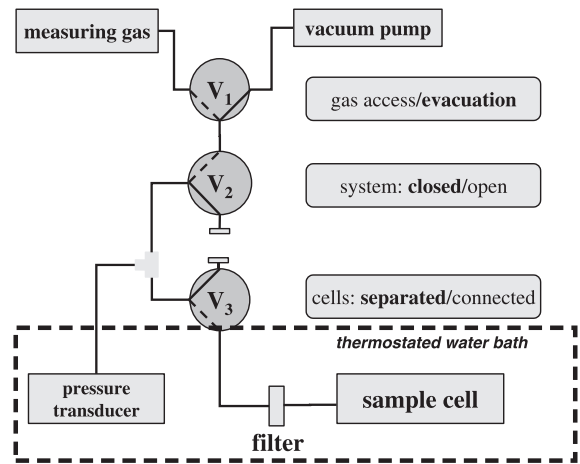 measuring gas
vacuum pump
V1
gas access/evacuation
V2
system: closed/open
V3
cells: separated/connected
thermostated water bath
pressure
transducer
sample cell
filter